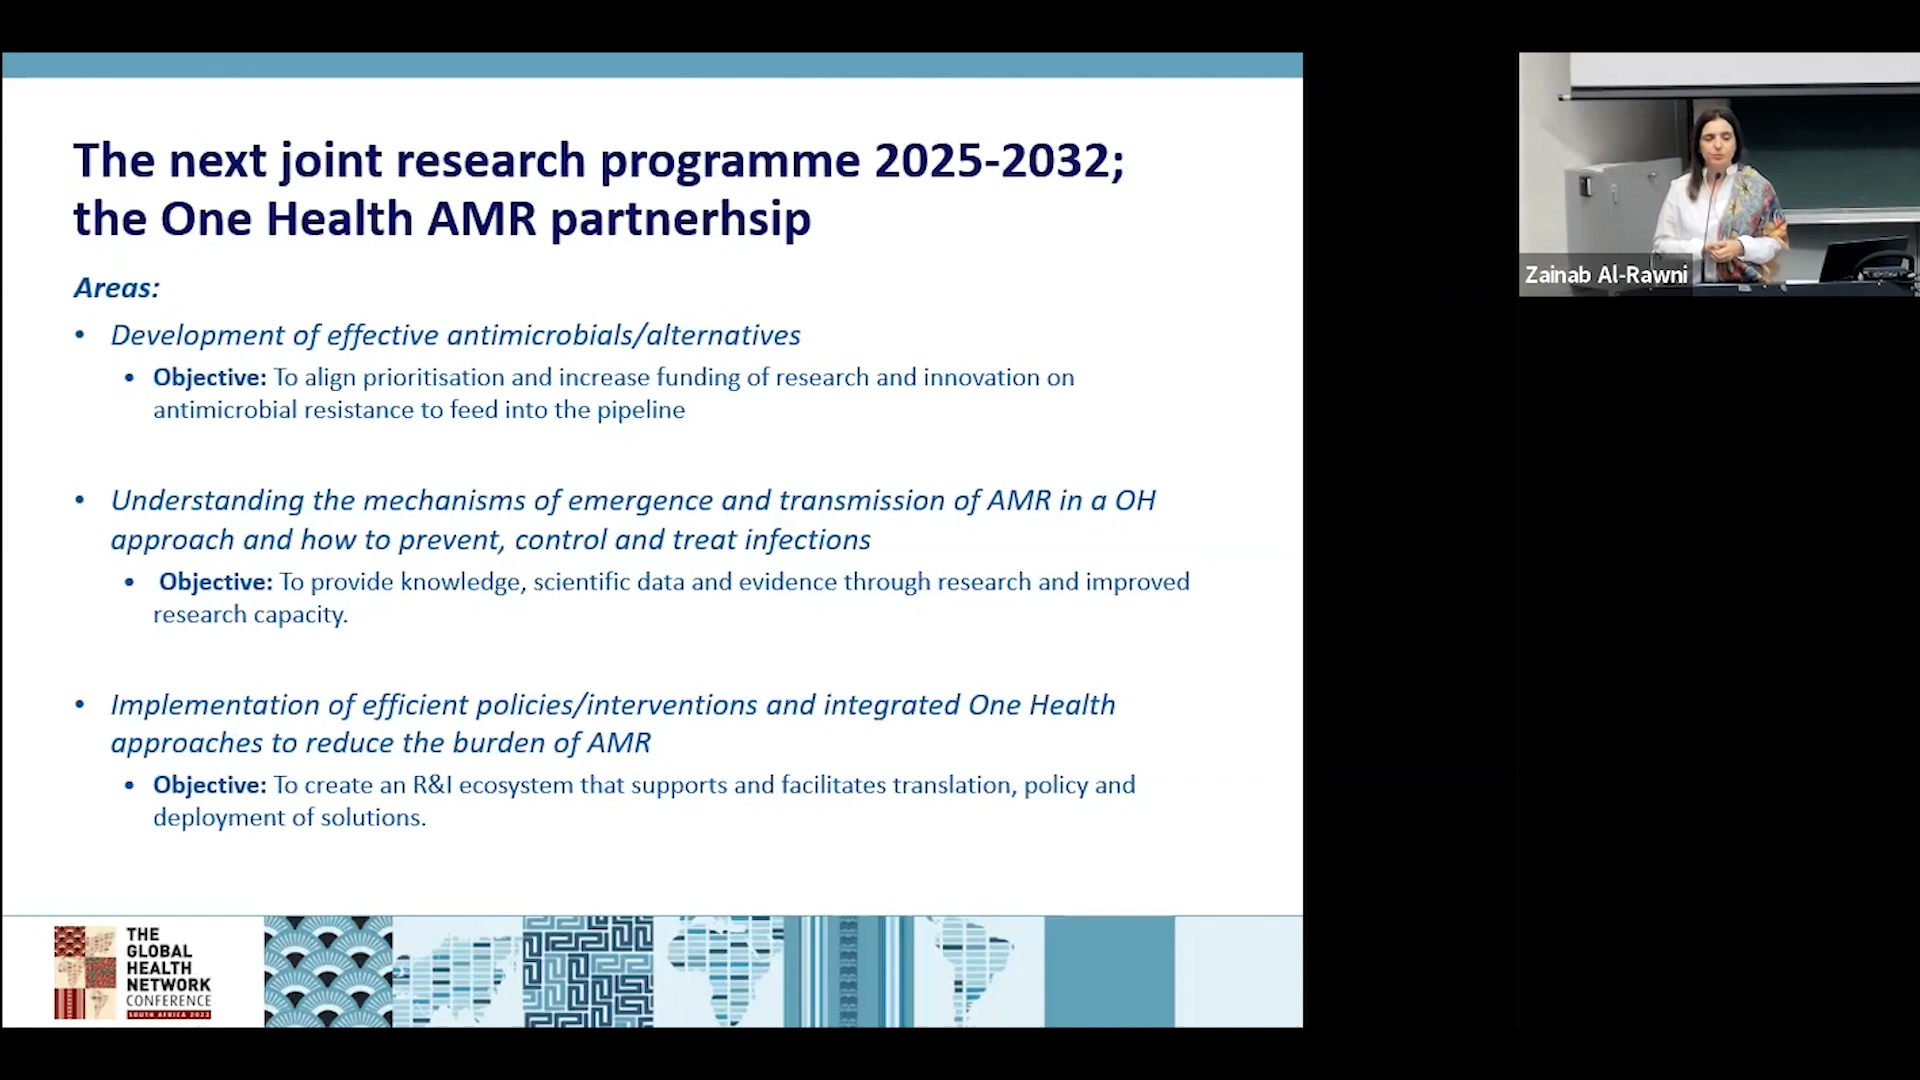 The next joint research programme 2025-2032;
the One Health AMR partnerhsip
Areas:
• Development of effective antimicrobials/alternatives
• Objective: To align prioritisation and increase funding of research and innovation on
antimicrobial resistance to feed into the pipeline
• Understanding the mechanisms of emergence and transmission of AMR in a OH
approach and how to prevent, control and treat infections
• Objective: To provide knowledge, scientific data and evidence through research and improved
research capacity.
• Implementation of efficient policies/interventions and integrated One Health
approaches to reduce the burden of AMR
• Objective: To create an R&I ecosystem that supports and facilitates translation, policy and
deployment of solutions.
THE
GLOBAL
HEALTH
NETWORK
CONFERENCE
SOUTH AFRICA 2022
Zainab Al-Rawni